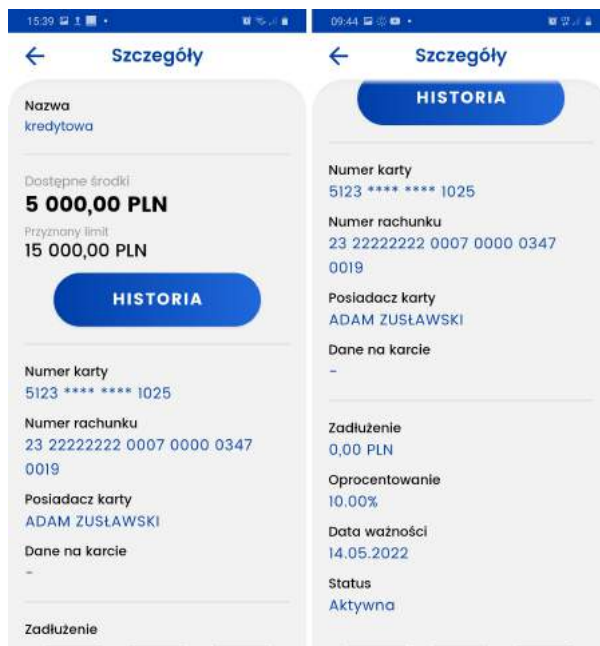 15:39
Szczegóły
Nazwa
kredytowa
Dostępne środki
5 000,00 PLN
Przyznany limit
15 000,00 PLN
HISTORIA
Numer karty
5123 **** **** 1025
Numer rachunku
23 22222222 0007 0000 0347
0019
Posiadacz karty
ADAM ZUSŁAWSKI
Dane na karcie
-
Zadłużenie
09:44
Szczegóły
HISTORIA
Numer karty
5123 **** **** 1025
Numer rachunku
23 22222222 0007 0000 0347
0019
Posiadacz karty
ADAM ZUSŁAWSKI
Dane na karcie
-
Zadłużenie
0,00 PLN
Oprocentowanie
10.00%
Data ważności
14.05.2022
Status
Aktywna